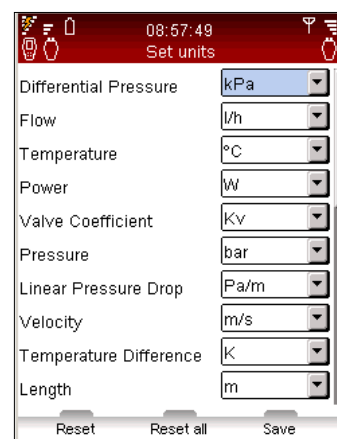 08:57:49
Set units
Differential Pressure kPa
Flow l/h
Temperature °C
Power W
Valve Coefficient Kv
Pressure bar
Linear Pressure Drop Pa/m
Velocity m/s
Temperature Difference K
Length m
Reset Reset all Save